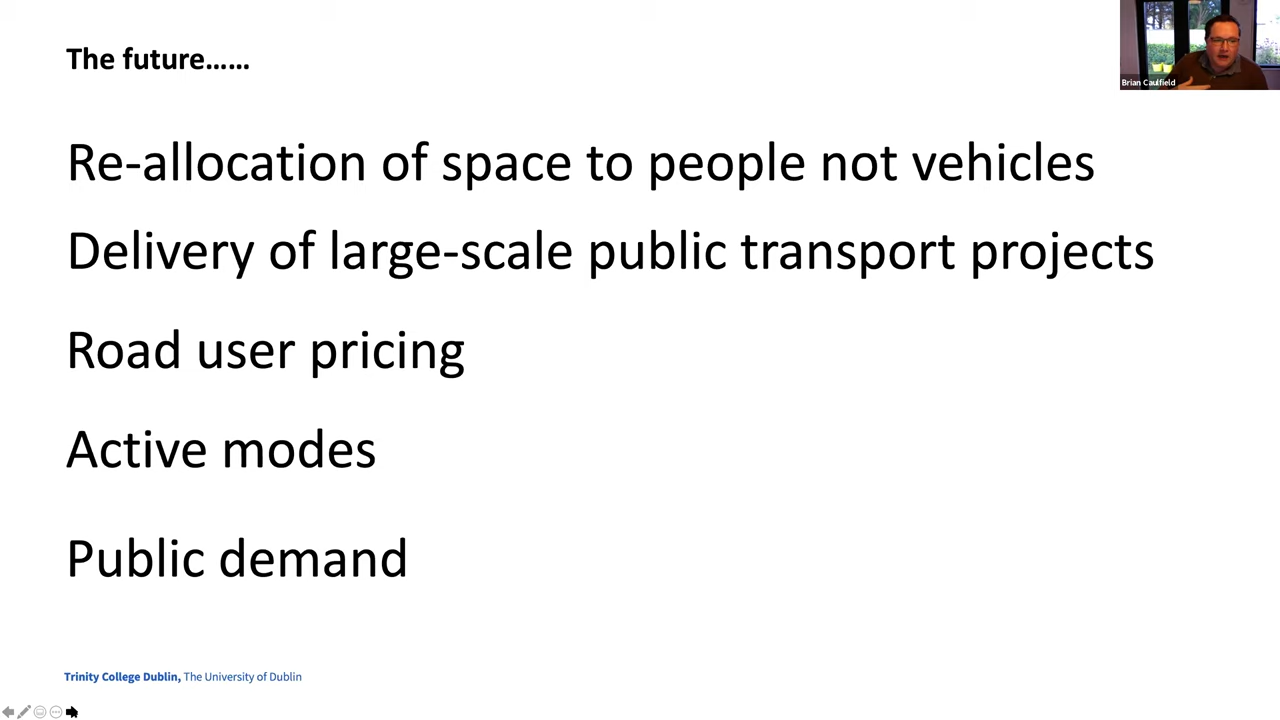 The future......
Brian Caulfield
Re-allocation of space to people not vehicles
Delivery of large-scale public transport projects
Road user pricing
Active modes
Public demand
Trinity College Dublin, The University of Dublin